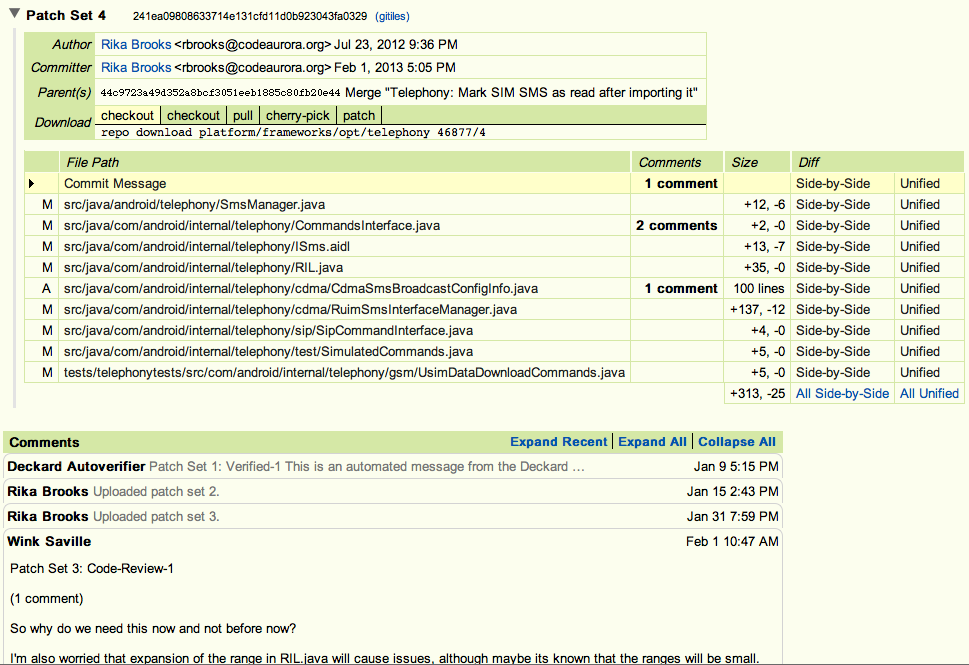 Patch Set 4 241ea09808633714e131cfd11d0b923043fa0329 (gitiles)
Author Rika Brooks <rbrooks@codeaurora.org> Jul 23, 2012 9:36 PM
Committer Rika Brooks <rbrooks@codeaurora.org> Feb 1, 2013 5:05 PM
Parent(s) 44c9723a49d352a8bcf3051eeb1885c80fb20e44 Merge "Telephony: Mark SIM SMS as read after importing it"
Download checkout checkout pull cherry-pick patch
repo download platform/frameworks/opt/telephony 46877/4
File Path Comments Size Diff
Commit Message 1 comment Side-by-Side Unified
M src/java/android/telephony/SmsManager.java +12, -6 Side-by-Side Unified
M src/java/com/android/internal/telephony/CommandsInterface.java 2 comments +2, -0 Side-by-Side Unified
M src/java/com/android/internal/telephony/ISms.aidl +13, -7 Side-by-Side Unified
M src/java/com/android/internal/telephony/RIL.java +35, -0 Side-by-Side Unified
A src/java/com/android/internal/telephony/cdma/CdmaSmsBroadcastConfigInfo.java 1 comment 100 lines Side-by-Side Unified
M src/java/com/android/internal/telephony/cdma/RuimSmsInterfaceManager.java +137, -12 Side-by-Side Unified
M src/java/com/android/internal/telephony/sip/SipCommandInterface.java +4, -0 Side-by-Side Unified
M src/java/com/android/internal/telephony/test/SimulatedCommands.java +5, -0 Side-by-Side Unified
M tests/telephonytests/src/com/android/internal/telephony/gsm/UsimDataDownloadCommands.java +5, -0 Side-by-Side Unified
+313, -25 All Side-by-Side All Unified
Comments Expand Recent Expand All Collapse All
Deckard Autoverifier Patch Set 1: Verified-1 This is an automated message from the Deckard … Jan 9 5:15 PM
Rika Brooks Uploaded patch set 2. Jan 15 2:43 PM
Rika Brooks Uploaded patch set 3. Jan 31 7:59 PM
Wink Saville Feb 1 10:47 AM
Patch Set 3: Code-Review-1
(1 comment)
So why do we need this now and not before now?
I'm also worried that expansion of the range in RIL.java will cause issues, although maybe its known that the ranges will be small.